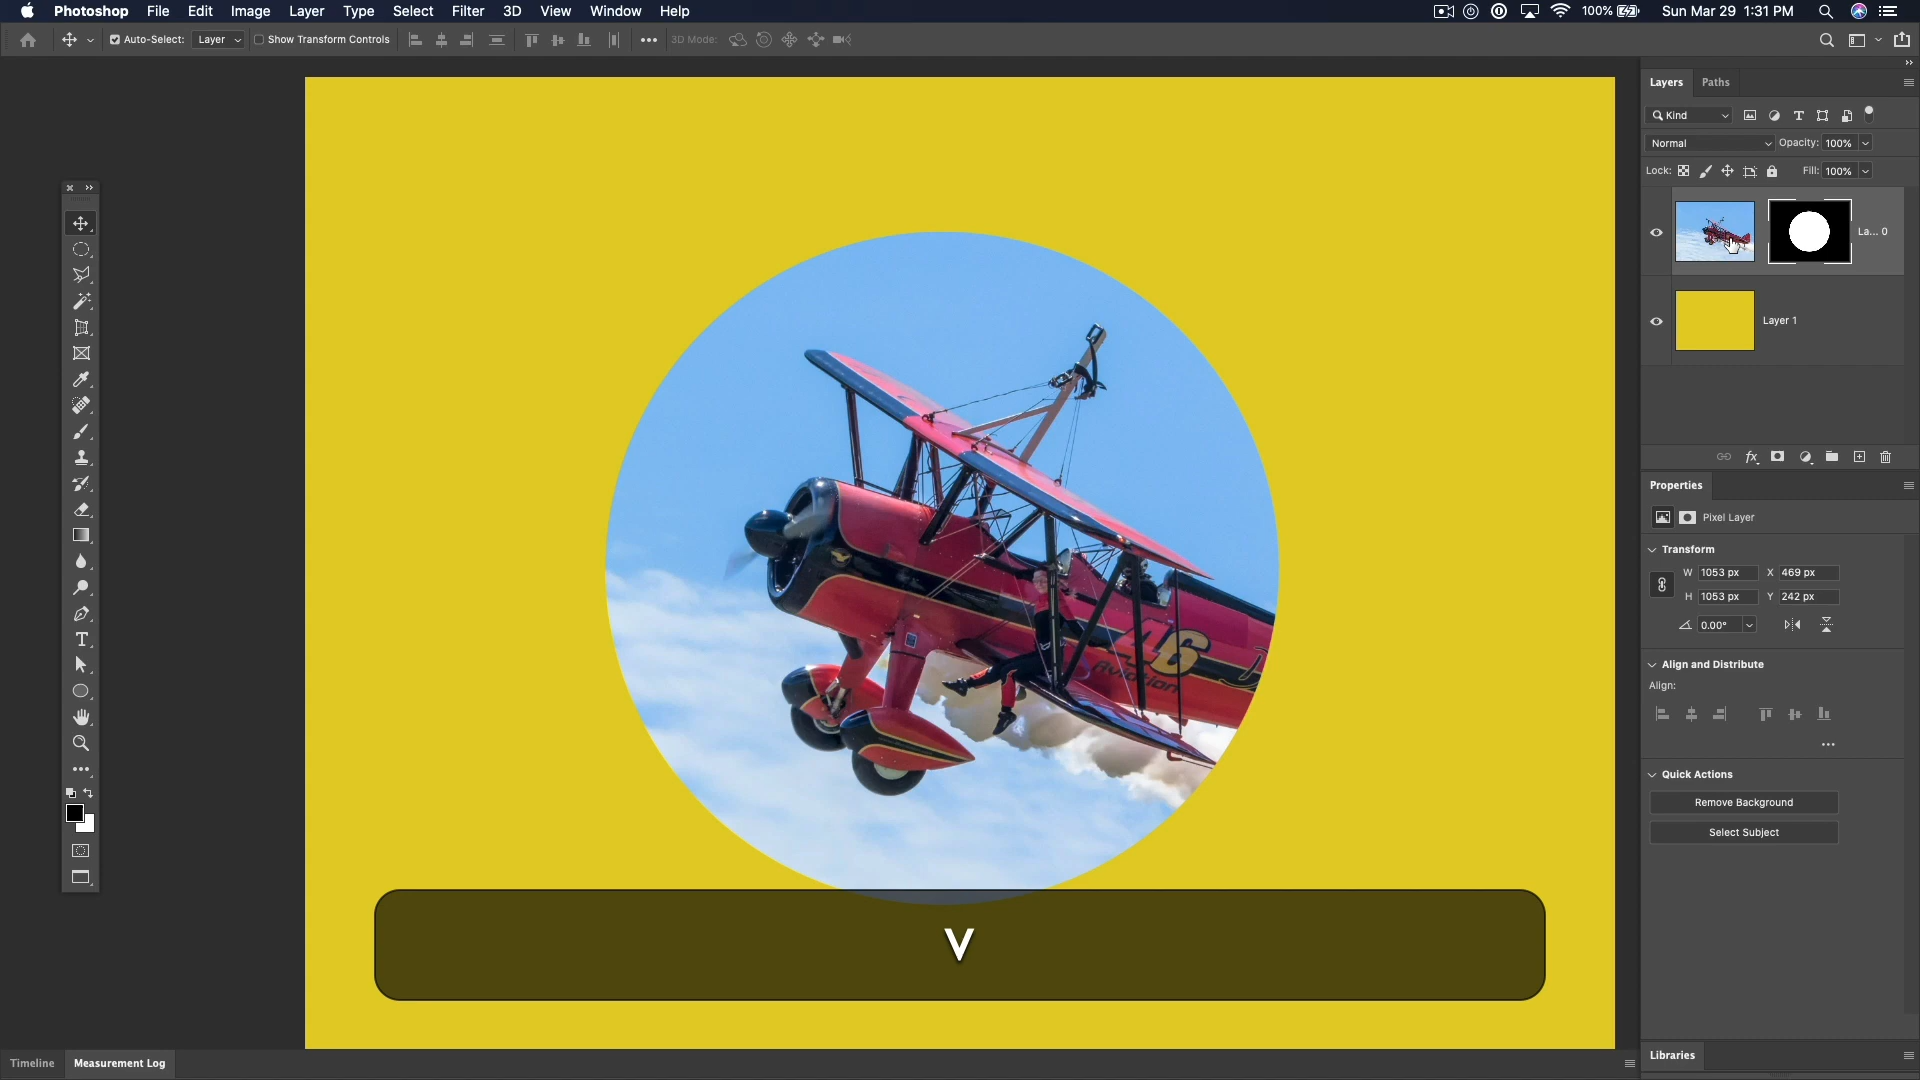 Photoshop File Edit Image Layer Type Select Filter 3D View Window Help 100% Sun Mar 29 1:31 PM
Auto-Select: Layer Show Transform Controls 3D Mode:
Layers Paths
Kind
Normal Opacity: 100%
Lock: Fill: 100%
La... 0
Layer 1
Properties
Pixel Layer
Transform
W 1053 px X 469 px
H 1053 px Y 242 px
0.00°
Align and Distribute
Align:
Quick Actions
Remove Background
Select Subject
46
Aviation
V
Timeline Measurement Log
Libraries